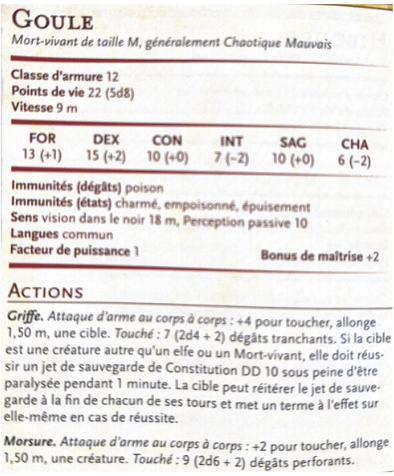 GOULE
Mort-vivant de taille M, généralement Chaotique Mauvais
Classe d'armure 12
Points de vie 22 (5d8)
Vitesse 9 m
FOR DEX CON INT SAG CHA
13 (+1) 15 (+2) 10 (+0) 7 (–2) 10 (+0) 6 (–2)
Immunités (dégâts) poison
Immunités (états) charmé, empoisonné, épuisement
Sens vision dans le noir 18 m, Perception passive 10
Langues commun
Facteur de puissance 1 Bonus de maîtrise +2
ACTIONS
Griffe. Attaque d'arme au corps à corps : +4 pour toucher, allonge
1,50 m, une cible. Touché : 7 (2d4 + 2) dégâts tranchants. Si la cible
est une créature autre qu'un elfe ou un Mort-vivant, elle doit réus-
sir un jet de sauvegarde de Constitution DD 10 sous peine d'être
paralysée pendant 1 minute. La cible peut réitérer le jet de sauve-
garde à la fin de chacun de ses tours et met un terme à l'effet sur
elle-même en cas de réussite.
Morsure. Attaque d'arme au corps à corps : +2 pour toucher, allonge
1,50 m, une créature. Touché : 9 (2d6 + 2) dégâts perforants.